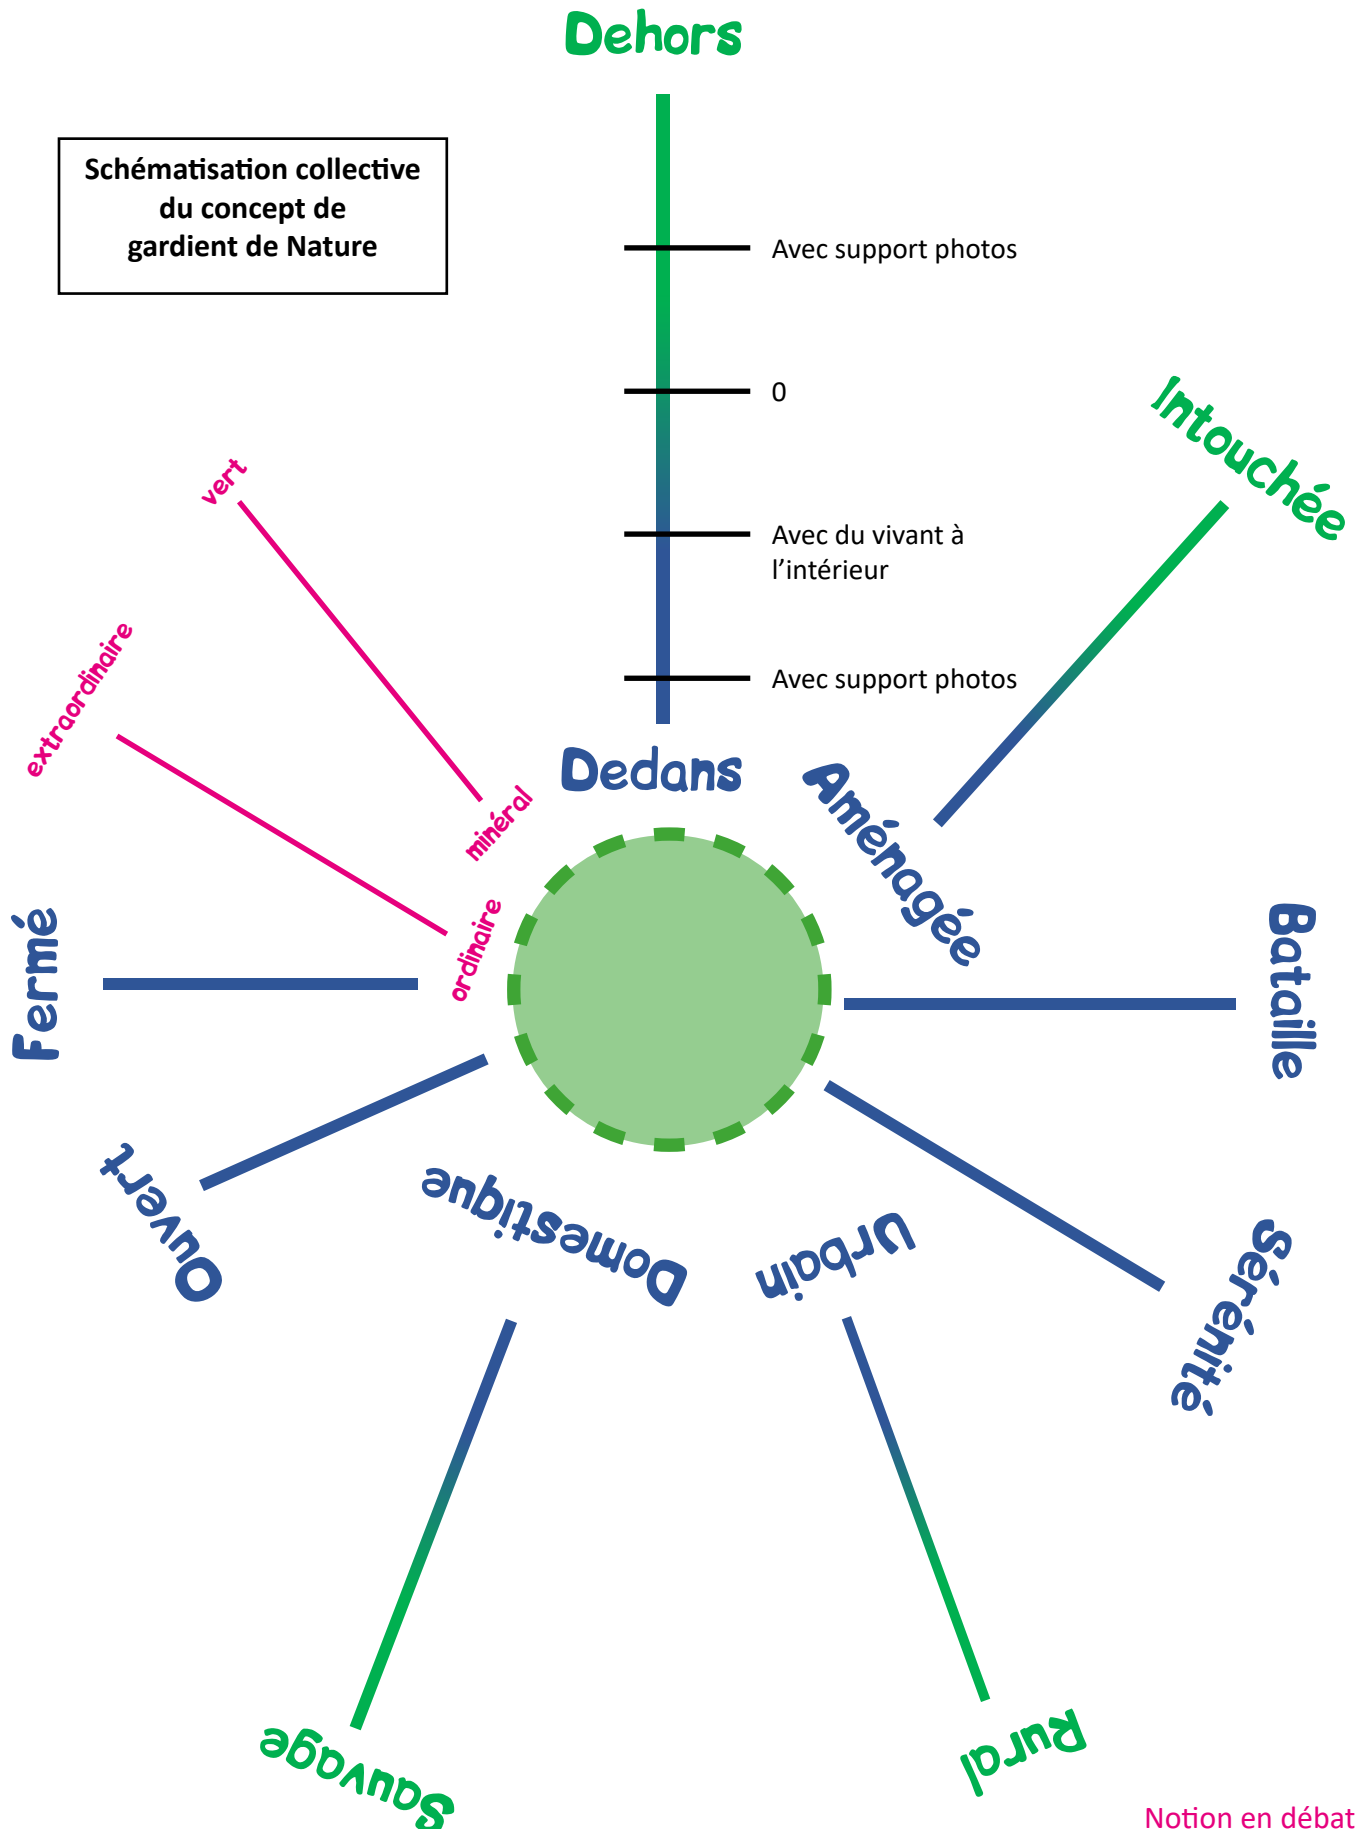 Dehors
Schématisation collective
du concept de
gardient de Nature
Avec support photos
0
Intouchée
vert
Avec du vivant à
l'intérieur
extraordinaire
Avec support photos
Dedans
Aménagée
minéral
ordinaire
Fermé
Bataille
Ouvert
Domestique
Urbain
Sérénité
Sauvage
Rural
Notion en débat